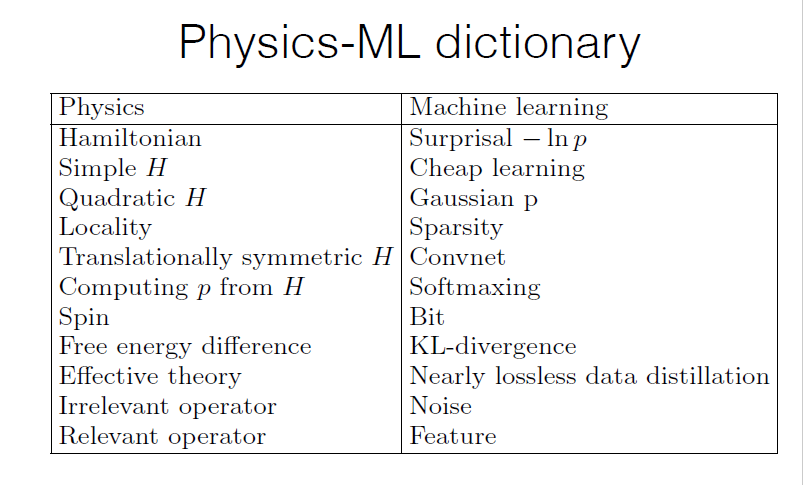 Physics-ML dictionary
Physics Machine learning
Hamiltonian Surprisal − ln p
Simple H Cheap learning
Quadratic H Gaussian p
Locality Sparsity
Translationally symmetric H Convnet
Computing p from H Softmaxing
Spin Bit
Free energy difference KL-divergence
Effective theory Nearly lossless data distillation
Irrelevant operator Noise
Relevant operator Feature